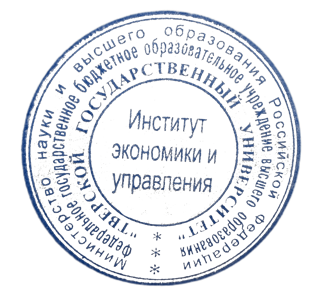 Министерство науки и высшего образования Российской Федерации
Федеральное государственное бюджетное образовательное учреждение высшего образования
"ТВЕРСКОЙ ГОСУДАРСТВЕННЫЙ УНИВЕРСИТЕТ"
Институт
экономики и
управления